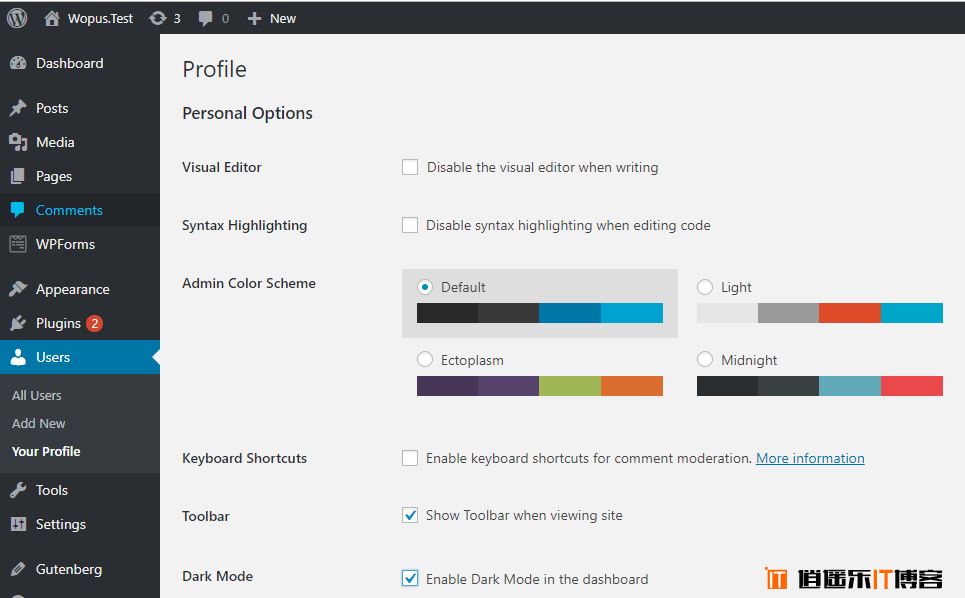 Wopus.Test 3 0 New
Dashboard
Posts
Media
Pages
Comments
WPForms
Appearance
Plugins 2
Users
All Users
Add New
Your Profile
Tools
Settings
Gutenberg
Profile
Personal Options
Visual Editor Disable the visual editor when writing
Syntax Highlighting Disable syntax highlighting when editing code
Admin Color Scheme Default Light
Ectoplasm Midnight
Keyboard Shortcuts Enable keyboard shortcuts for comment moderation. More information
Toolbar Show Toolbar when viewing site
Dark Mode Enable Dark Mode in the dashboard
IT 逍遥乐IT博客